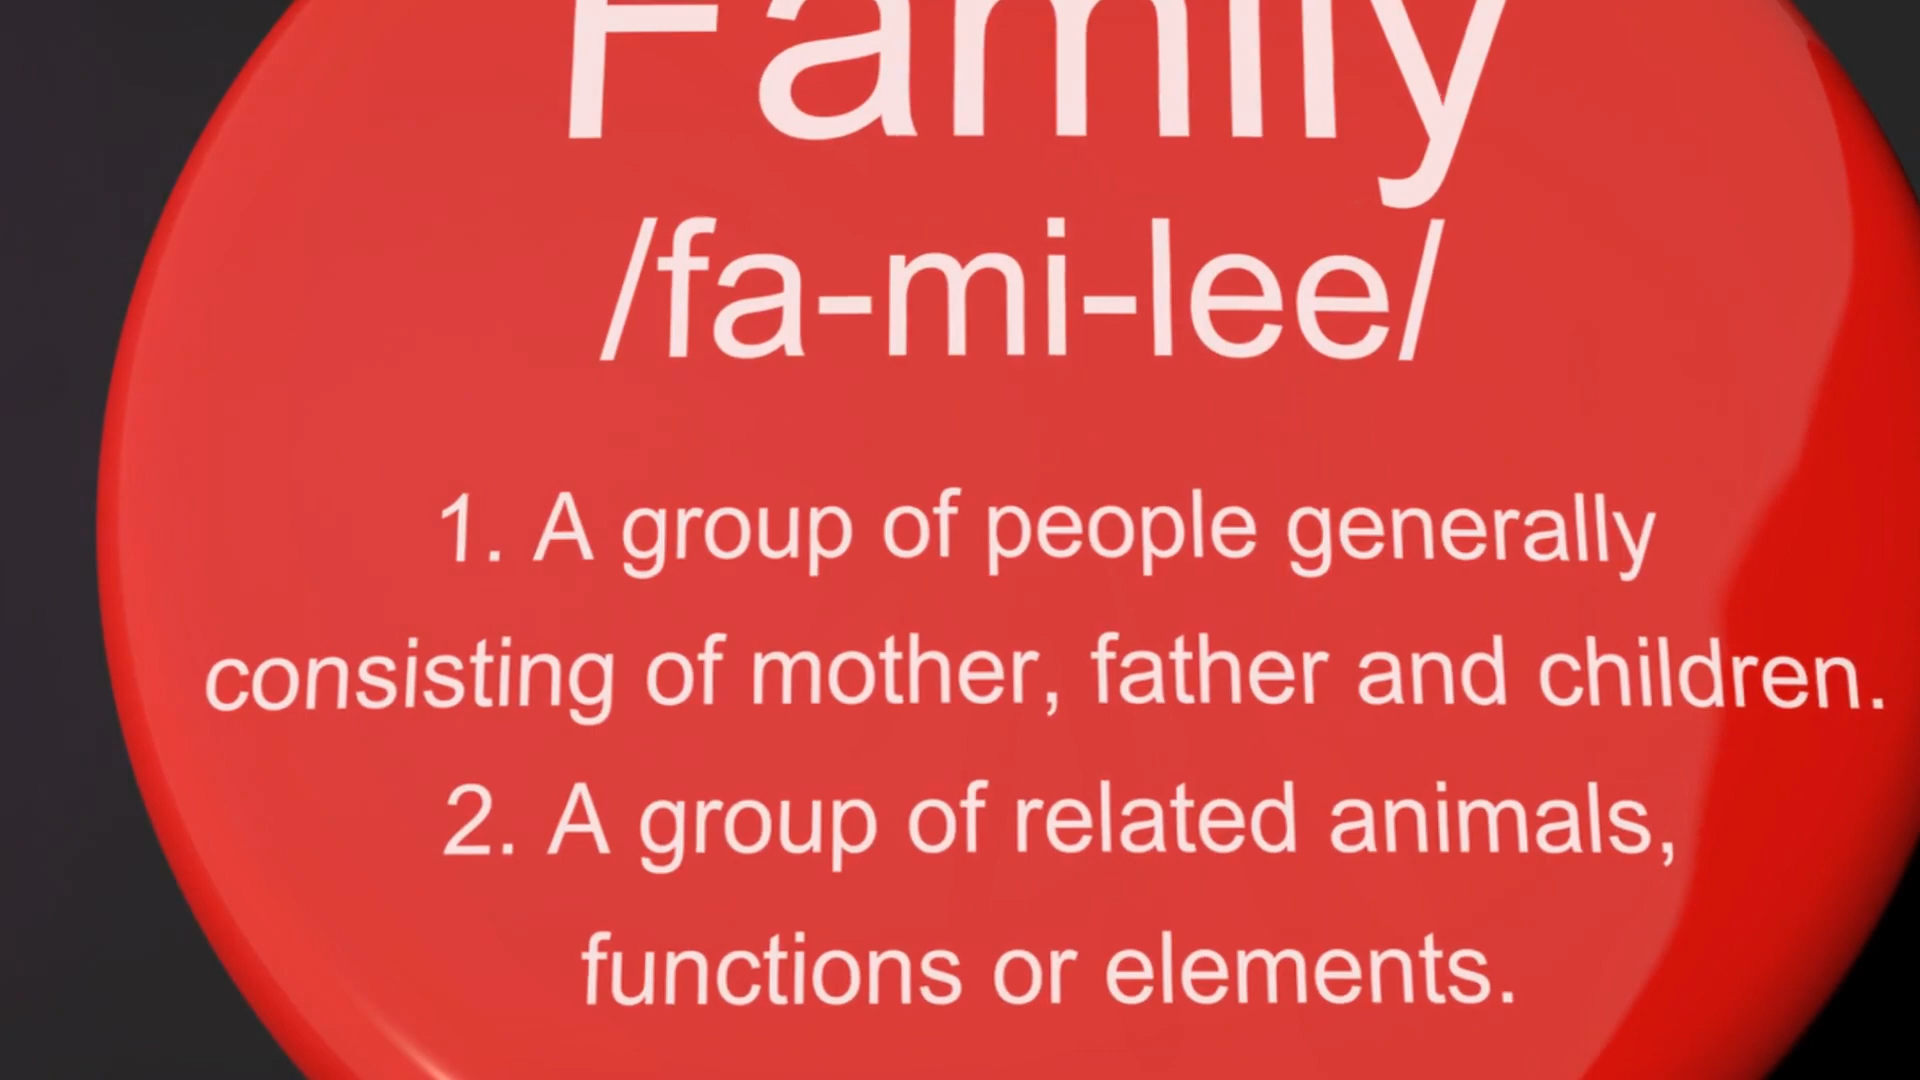 Family
/fa-mi-lee/
1. A group of people generally
consisting of mother, father and children.
2. A group of related animals,
functions or elements.